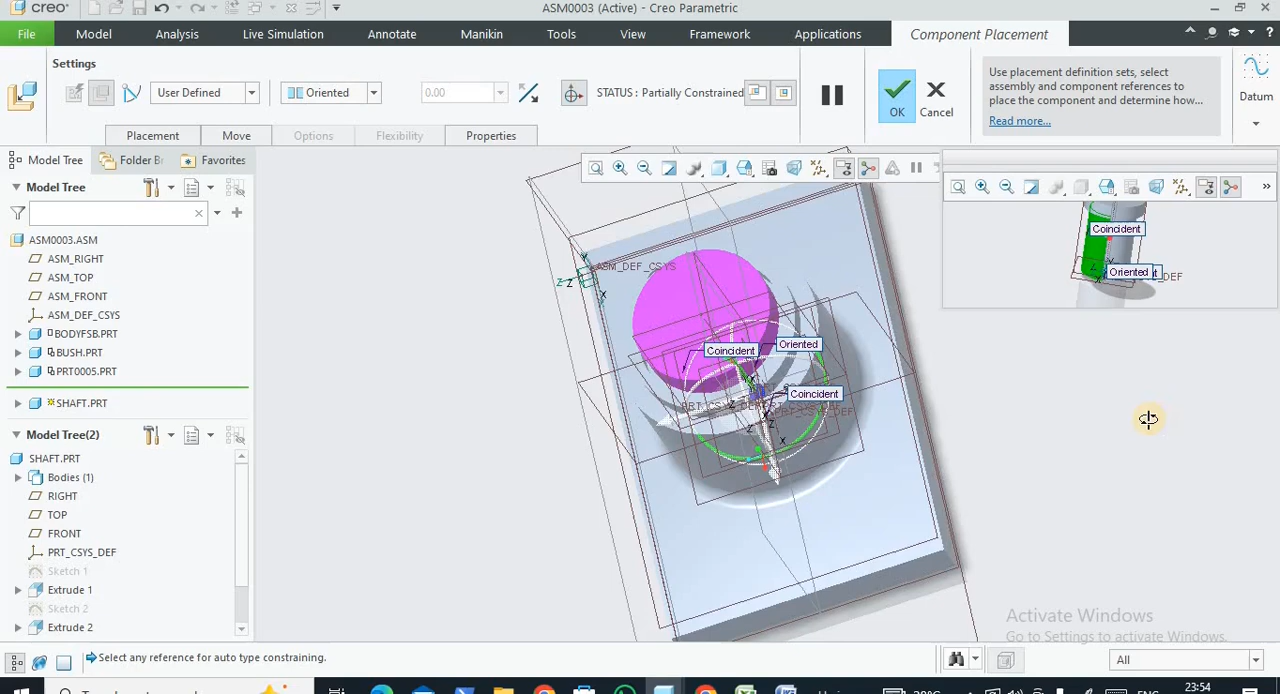 creo
ASM0003 (Active) - Creo Parametric
File Model Analysis Live Simulation Annotate Manikin Tools View Framework Applications Component Placement
Settings
User Defined
Oriented
0.00
STATUS : Partially Constrained
OK
Cancel
Use placement definition sets, select
assembly and component references to
place the component and determine how...
Read more...
Datum
Placement Move Options Flexibility Properties
Model Tree
Folder Br
Favorites
Model Tree
ASM0003.ASM
ASM_RIGHT
ASM_TOP
ASM_FRONT
ASM_DEF_CSYS
BODYFSB.PRT
BUSH.PRT
PRT0005.PRT
SHAFT.PRT
Model Tree(2)
SHAFT.PRT
Bodies (1)
RIGHT
TOP
FRONT
PRT_CSYS_DEF
Sketch 1
Extrude 1
Sketch 2
Extrude 2
ASM_DEF_CSYS
Coincident
Oriented
Coincident
Coincident
Oriented
Activate Windows
Go to Settings to activate Windows.
Select any reference for auto type constraining.
All
23:54